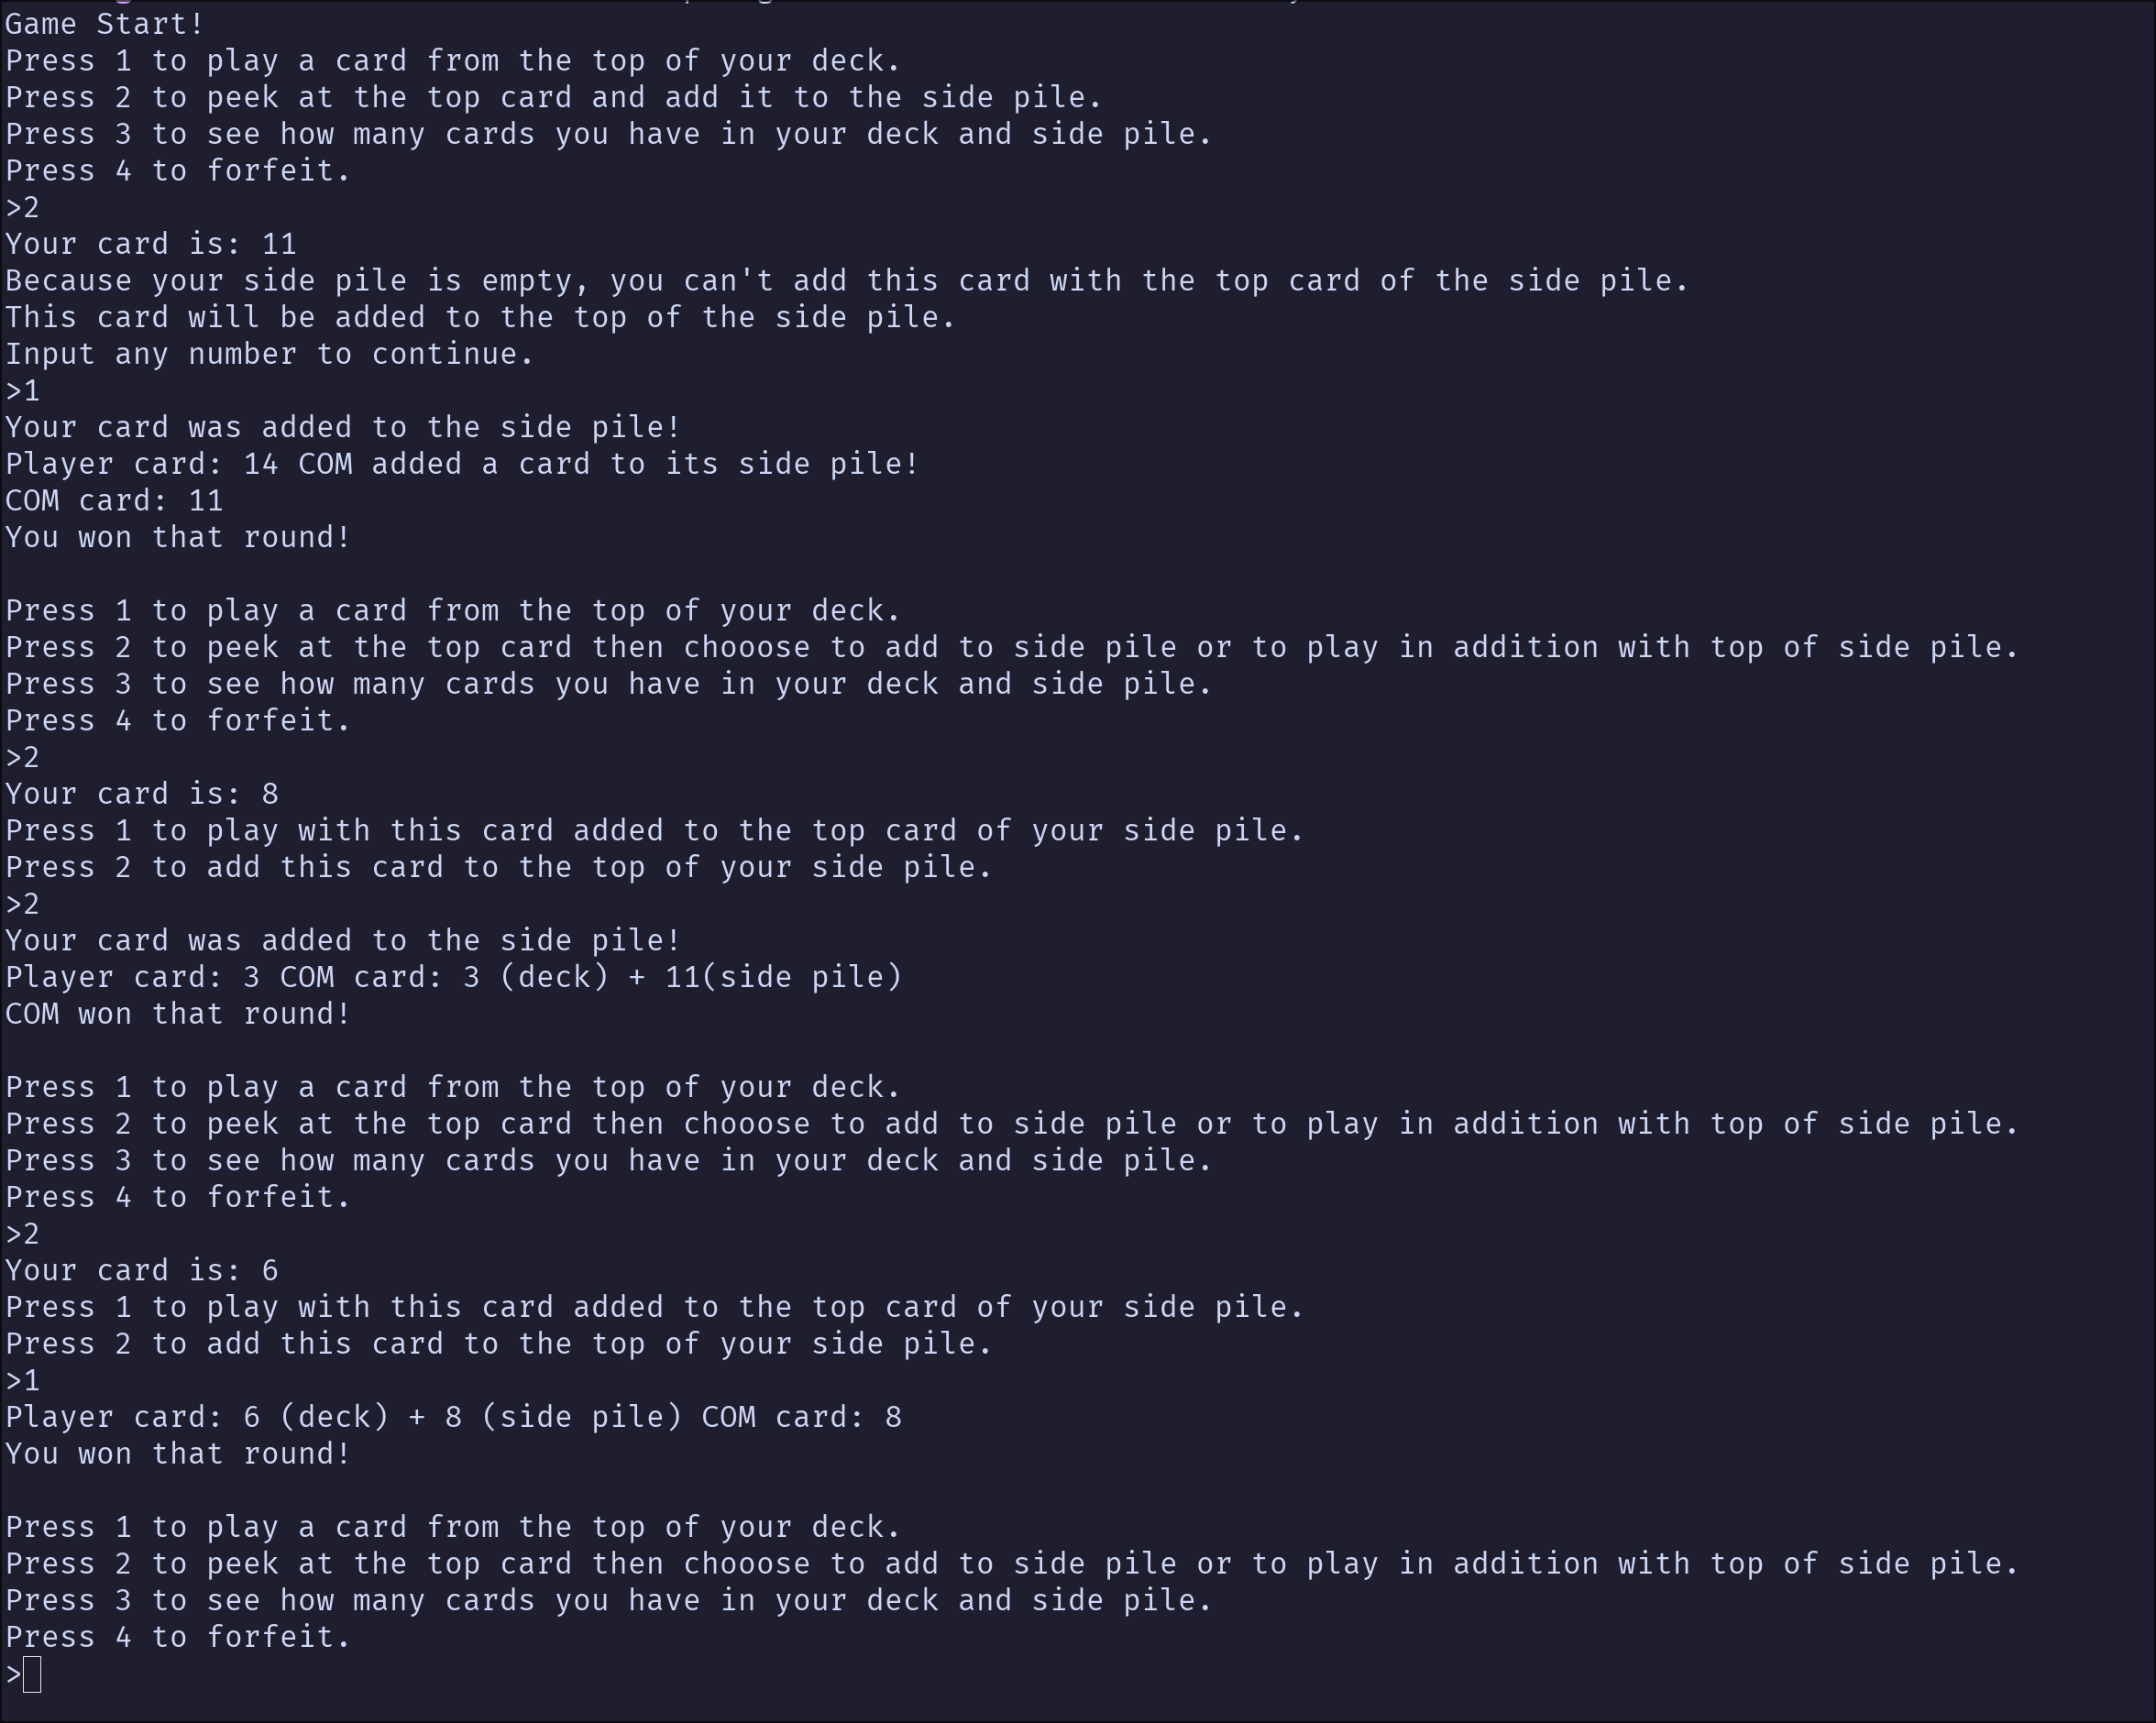 Game Start!
Press 1 to play a card from the top of your deck.
Press 2 to peek at the top card and add it to the side pile.
Press 3 to see how many cards you have in your deck and side pile.
Press 4 to forfeit.
>2
Your card is: 11
Because your side pile is empty, you can't add this card with the top card of the side pile.
This card will be added to the top of the side pile.
Input any number to continue.
>1
Your card was added to the side pile!
Player card: 14 COM added a card to its side pile!
COM card: 11
You won that round!
Press 1 to play a card from the top of your deck.
Press 2 to peek at the top card then chooose to add to side pile or to play in addition with top of side pile.
Press 3 to see how many cards you have in your deck and side pile.
Press 4 to forfeit.
>2
Your card is: 8
Press 1 to play with this card added to the top card of your side pile.
Press 2 to add this card to the top of your side pile.
>2
Your card was added to the side pile!
Player card: 3 COM card: 3 (deck) + 11(side pile)
COM won that round!
Press 1 to play a card from the top of your deck.
Press 2 to peek at the top card then chooose to add to side pile or to play in addition with top of side pile.
Press 3 to see how many cards you have in your deck and side pile.
Press 4 to forfeit.
>2
Your card is: 6
Press 1 to play with this card added to the top card of your side pile.
Press 2 to add this card to the top of your side pile.
>1
Player card: 6 (deck) + 8 (side pile) COM card: 8
You won that round!
Press 1 to play a card from the top of your deck.
Press 2 to peek at the top card then chooose to add to side pile or to play in addition with top of side pile.
Press 3 to see how many cards you have in your deck and side pile.
Press 4 to forfeit.
>